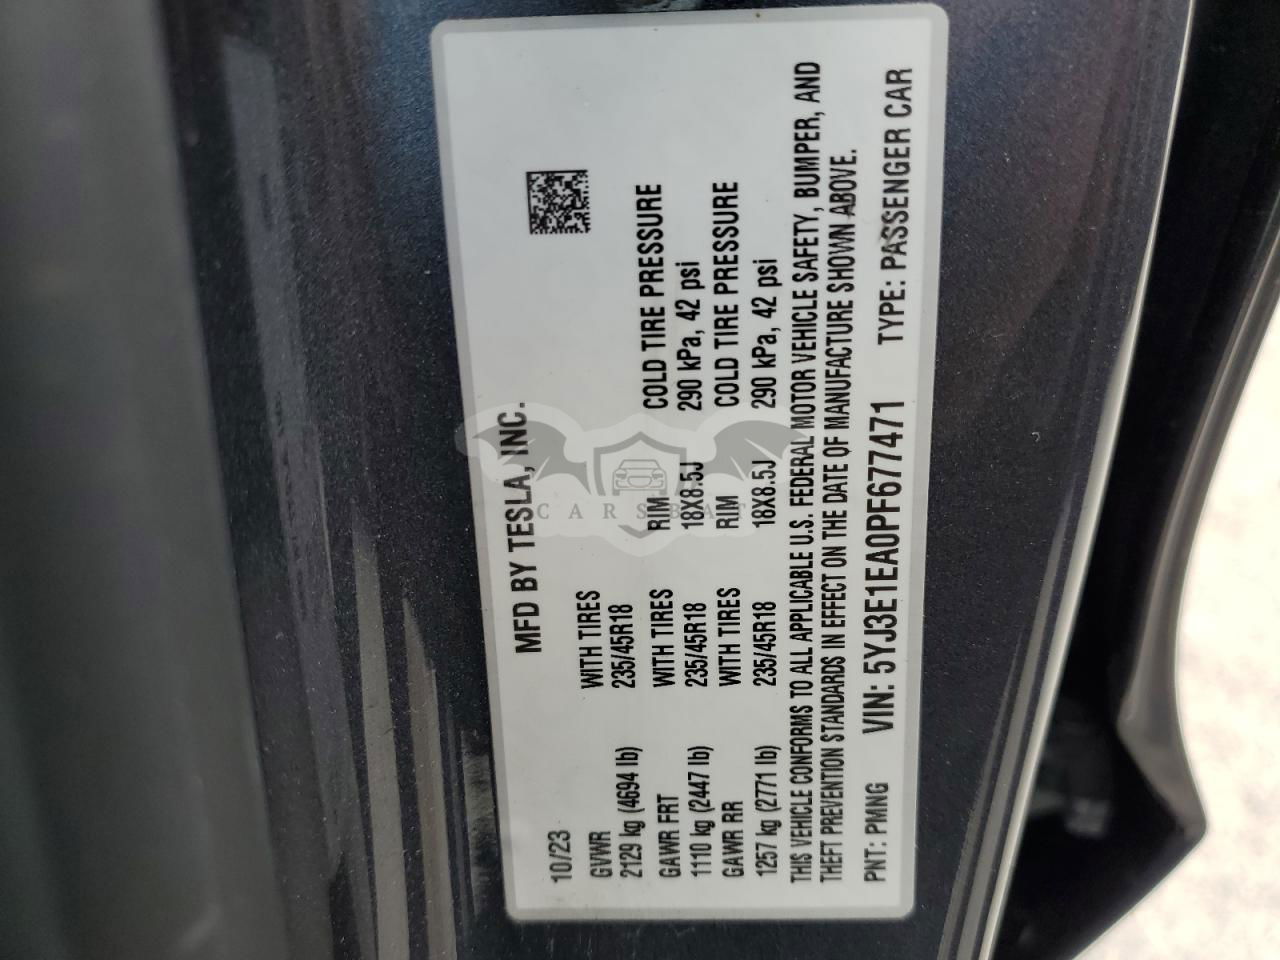 MFD BY TESLA, INC.
10/23
GVWR WITH TIRES
2129 kg (4694 lb) 235/45R18
GAWR FRT WITH TIRES RIM COLD TIRE PRESSURE
1110 kg (2447 lb) 235/45R18 18X8.5J 290 kPa, 42 psi
GAWR RR WITH TIRES RIM COLD TIRE PRESSURE
1257 kg (2771 lb) 235/45R18 18X8.5J 290 kPa, 42 psi
THIS VEHICLE CONFORMS TO ALL APPLICABLE U.S. FEDERAL MOTOR VEHICLE SAFETY, BUMPER, AND
THEFT PREVENTION STANDARDS IN EFFECT ON THE DATE OF MANUFACTURE SHOWN ABOVE.
PNT: PMNG VIN: 5YJ3E1EA0PF677471 TYPE: PASSENGER CAR
CARSBAT